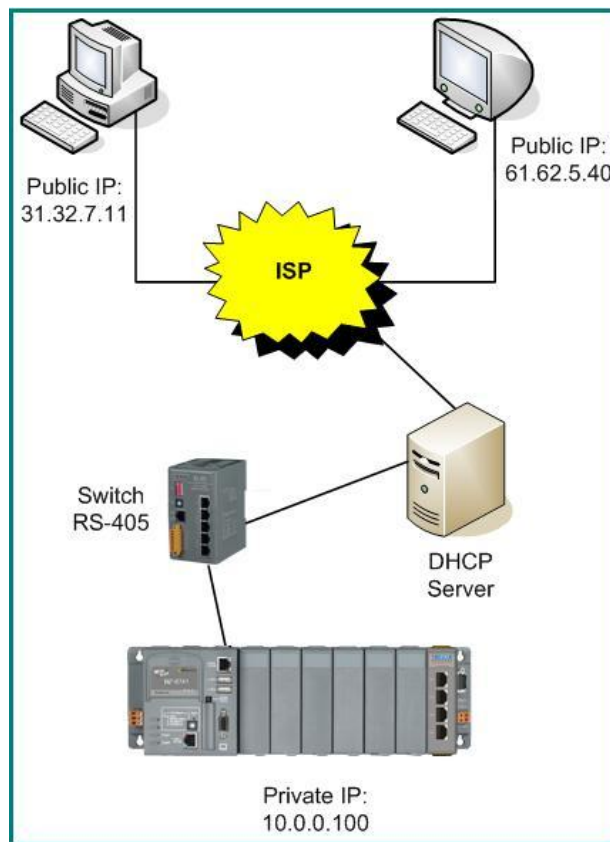 Public IP:
31.32.7.11
Public IP:
61.62.5.40
ISP
Switch
RS-405
DHCP
Server
Private IP:
10.0.0.100